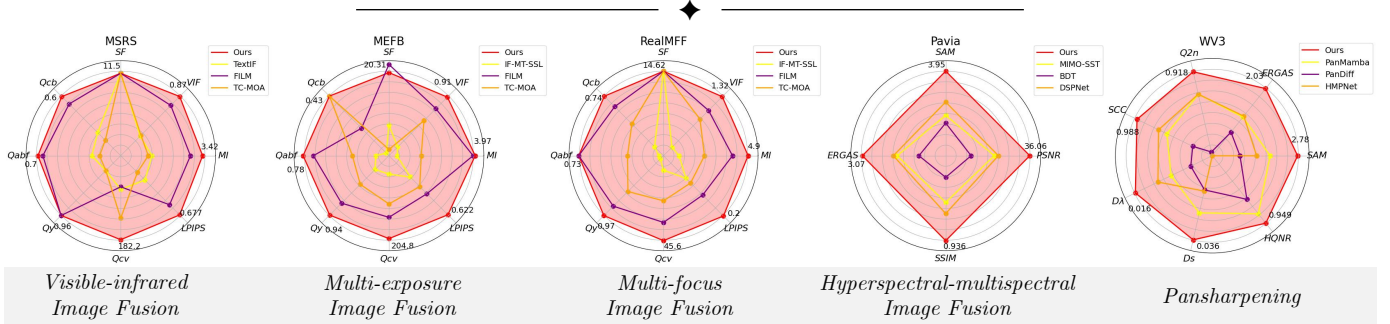 MSRS
SF
11.5
VIF
0.87
MI
3.42
LPIPS
0.677
Qcv
182.2
Qy
0.96
Qabf
0.7
Qcb
0.6
Ours
TextIF
FILM
TC-MOA
MEFB
SF
20.31
VIF
0.91
MI
3.97
LPIPS
0.622
Qcv
204.8
Qy
0.94
Qabf
0.78
Qcb
0.43
Ours
IF-MT-SSL
FILM
TC-MOA
RealMFF
SF
14.62
VIF
1.32
MI
4.9
LPIPS
0.2
Qcv
45.6
Qy
0.97
Qabf
0.73
Qcb
0.74
Ours
IF-MT-SSL
FILM
TC-MOA
Pavia
SAM
3.95
PSNR
36.06
SSIM
0.936
ERGAS
3.07
Ours
MIMO-SST
BDT
DSPNet
WV3
Q2n
0.918
ERGAS
2.03
SAM
2.78
HQNR
0.949
Ds
0.036
Dλ
0.016
SCC
0.988
Ours
PanMamba
PanDiff
HMPNet
Visible-infrared
Image Fusion
Multi-exposure
Image Fusion
Multi-focus
Image Fusion
Hyperspectral-multispectral
Image Fusion
Pansharpening